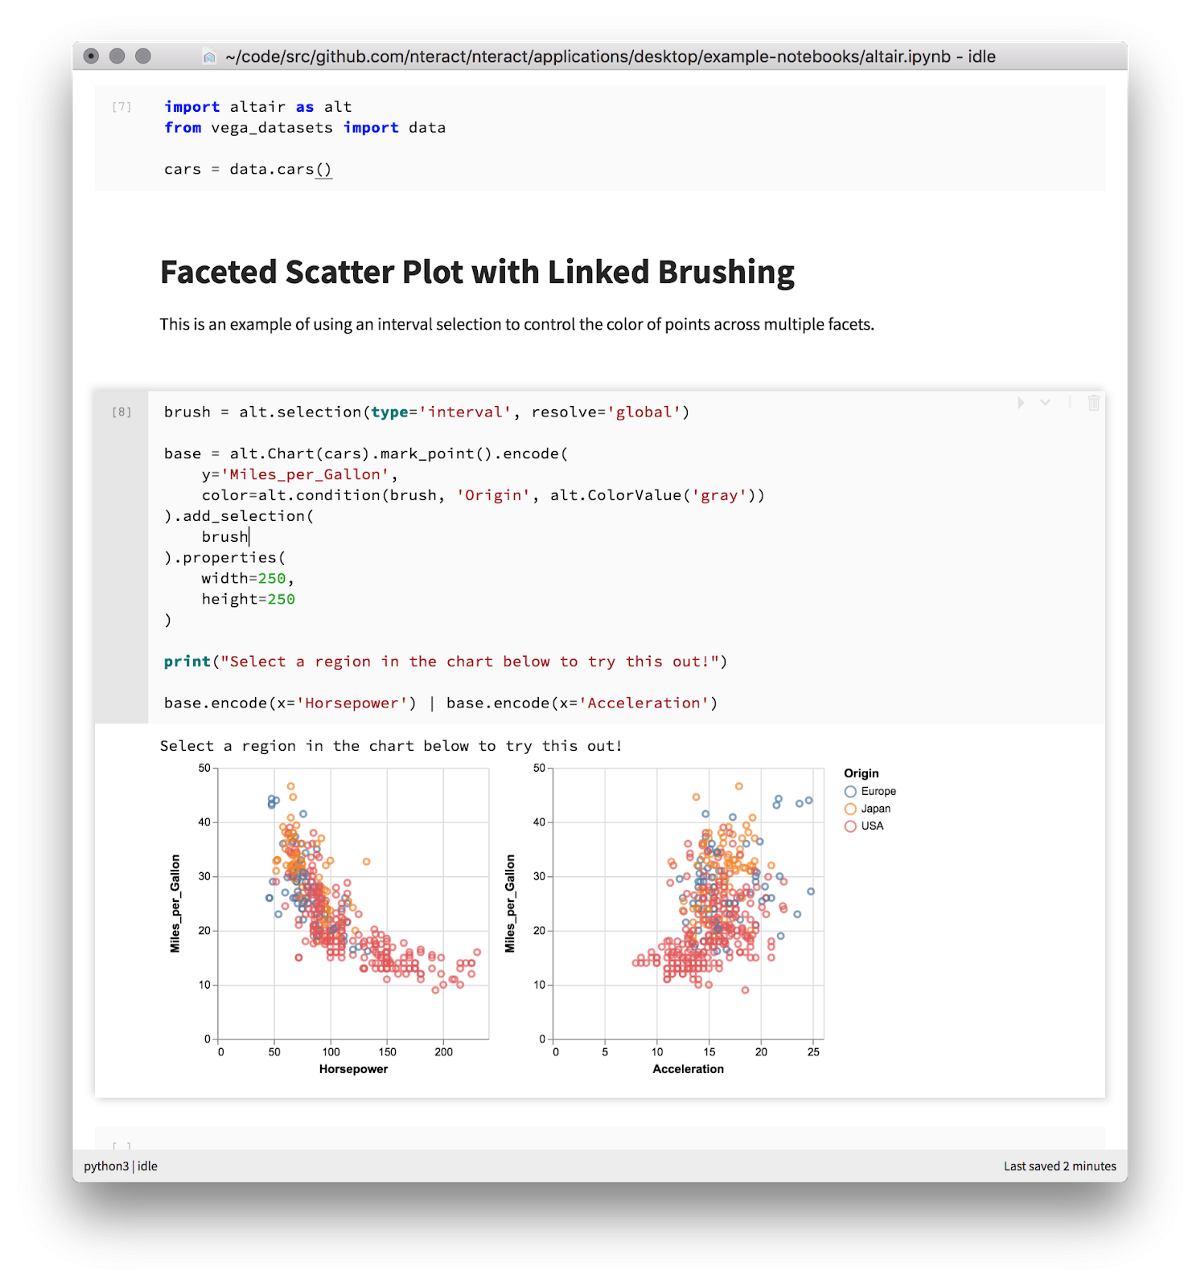 ~/code/src/github.com/nteract/nteract/applications/desktop/example-notebooks/altair.ipynb - idle
[7]
import altair as alt
from vega_datasets import data
cars = data.cars()
Faceted Scatter Plot with Linked Brushing
This is an example of using an interval selection to control the color of points across multiple facets.
[8]
brush = alt.selection(type='interval', resolve='global')
base = alt.Chart(cars).mark_point().encode(
    y='Miles_per_Gallon',
    color=alt.condition(brush, 'Origin', alt.ColorValue('gray'))
).add_selection(
    brush
).properties(
    width=250,
    height=250
)
print("Select a region in the chart below to try this out!")
base.encode(x='Horsepower') | base.encode(x='Acceleration')
Select a region in the chart below to try this out!
50
40
30
20
10
0
Miles_per_Gallon
0 50 100 150 200
Horsepower
50
40
30
20
10
0
Miles_per_Gallon
0 5 10 15 20 25
Acceleration
Origin
Europe
Japan
USA
[ ]
python3 | idle
Last saved 2 minutes